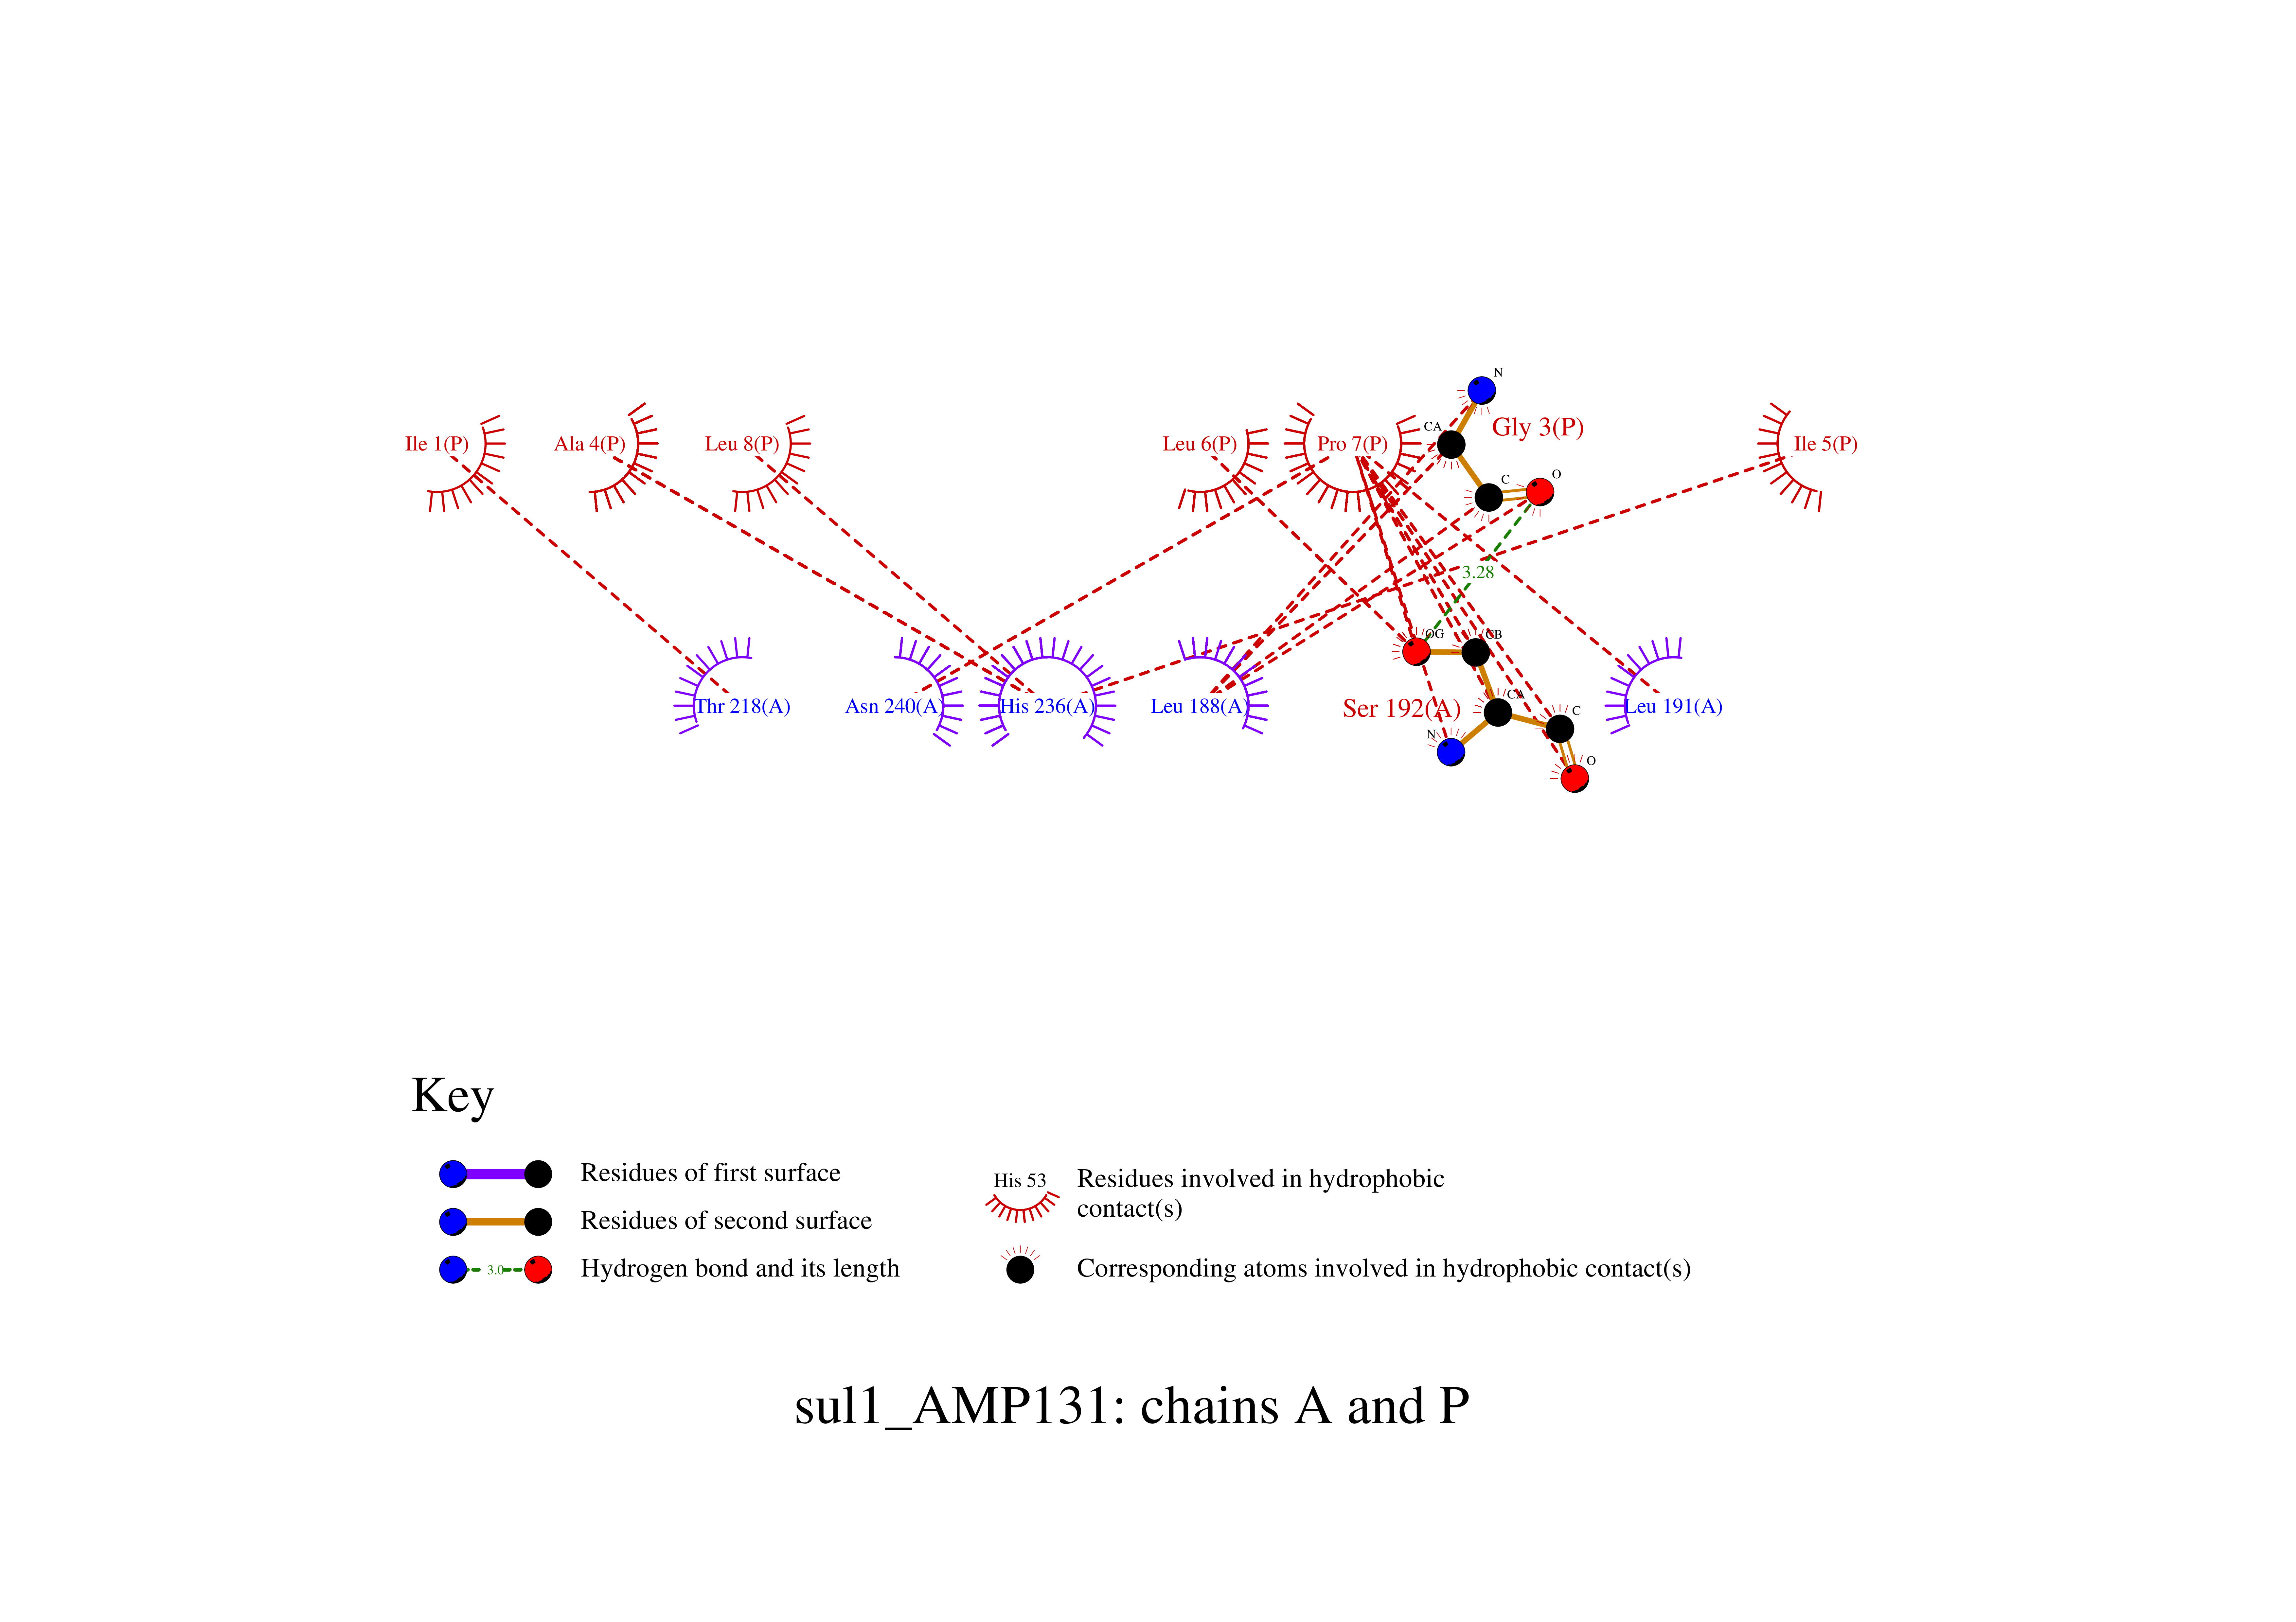 N
CA
Gly 3(P)
Ile 1(P)
Ala 4(P)
Leu 8(P)
Leu 6(P)
Pro 7(P)
Ile 5(P)
C
O
3.28
OG
CB
CA
Thr 218(A)
Asn 240(A)
His 236(A)
Leu 188(A)
Ser 192(A)
C
Leu 191(A)
N
O
Key
Residues of first surface
Residues of second surface
3.0
Hydrogen bond and its length
His 53
Residues involved in hydrophobic
contact(s)
Corresponding atoms involved in hydrophobic contact(s)
sul1_AMP131: chains A and P